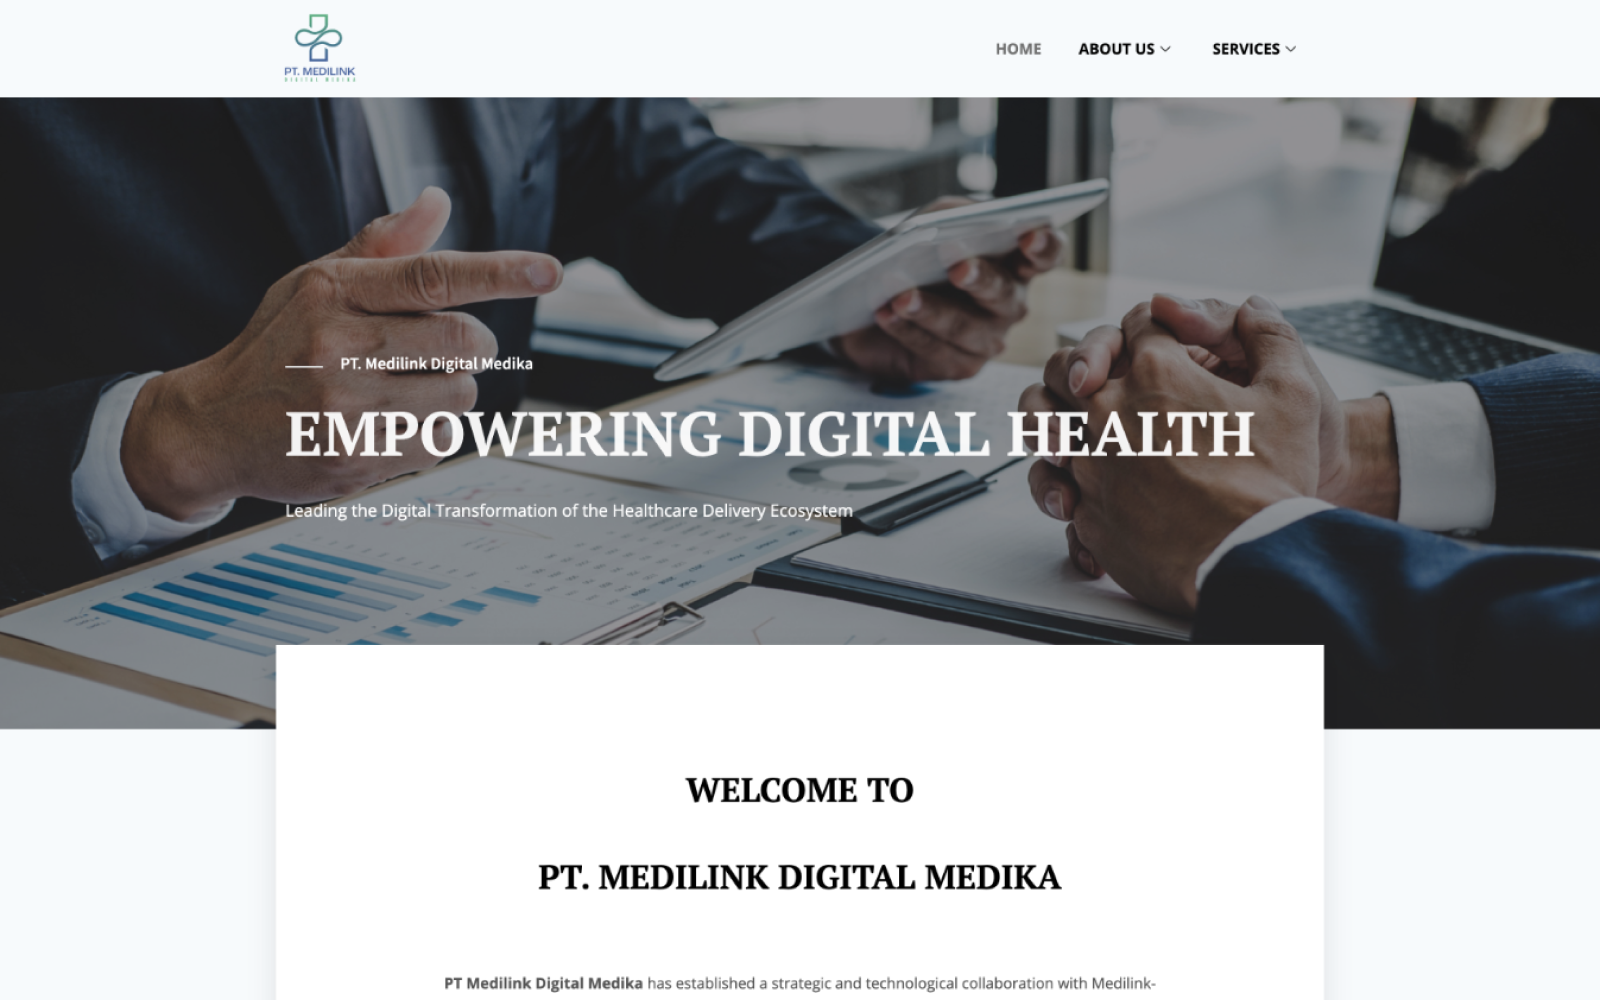 PT. MEDILINK
DIGITAL MEDIKA
HOME
ABOUT US
SERVICES
PT. Medilink Digital Medika
EMPOWERING DIGITAL HEALTH
Leading the Digital Transformation of the Healthcare Delivery Ecosystem
WELCOME TO
PT. MEDILINK DIGITAL MEDIKA
PT Medilink Digital Medika has established a strategic and technological collaboration with Medilink-